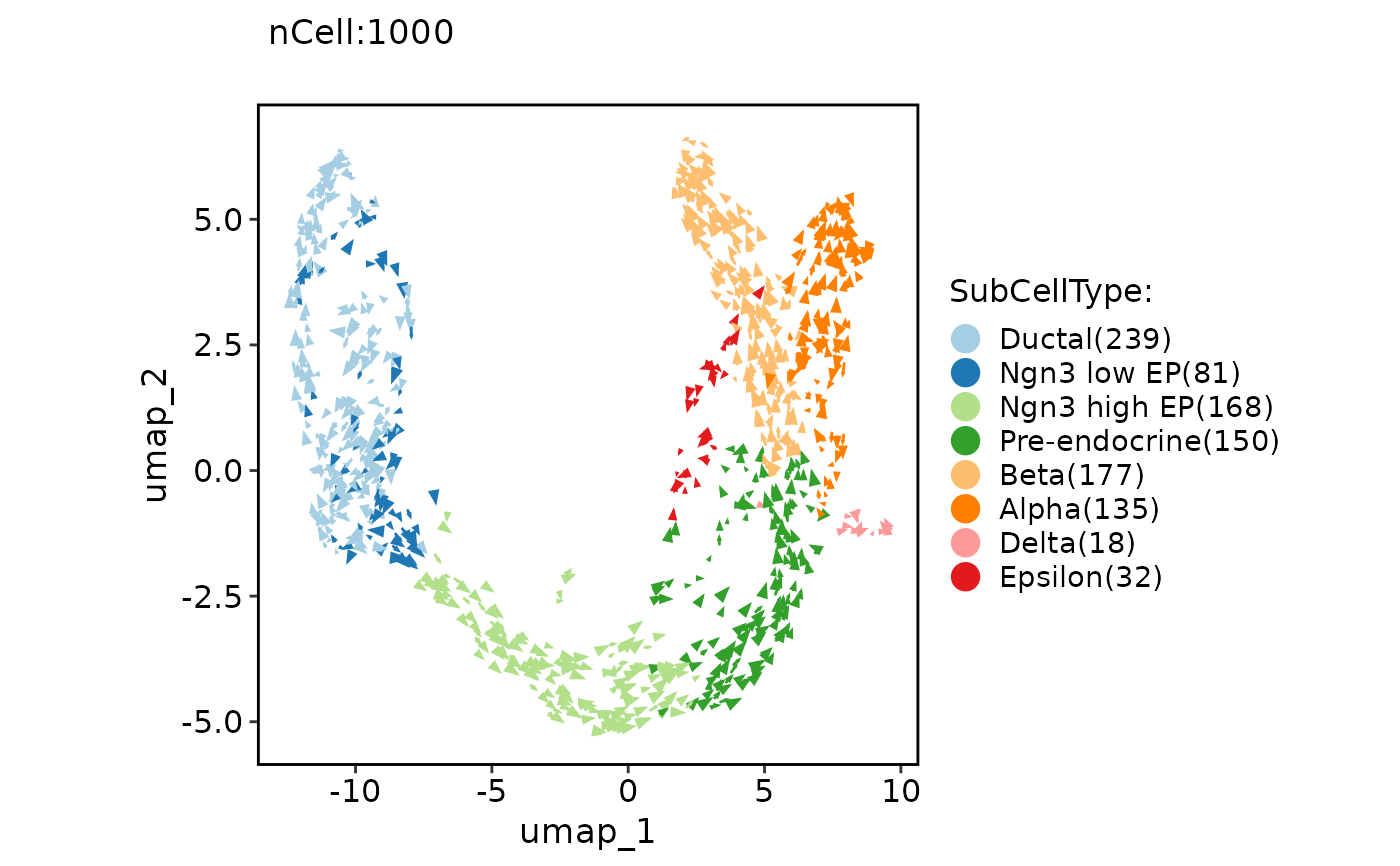 nCell:1000
umap_2
5.0
2.5
0.0
-2.5
-5.0
-10
-5
0
5
10
umap_1
SubCellType:
Ductal(239)
Ngn3 low EP(81)
Ngn3 high EP(168)
Pre-endocrine(150)
Beta(177)
Alpha(135)
Delta(18)
Epsilon(32)